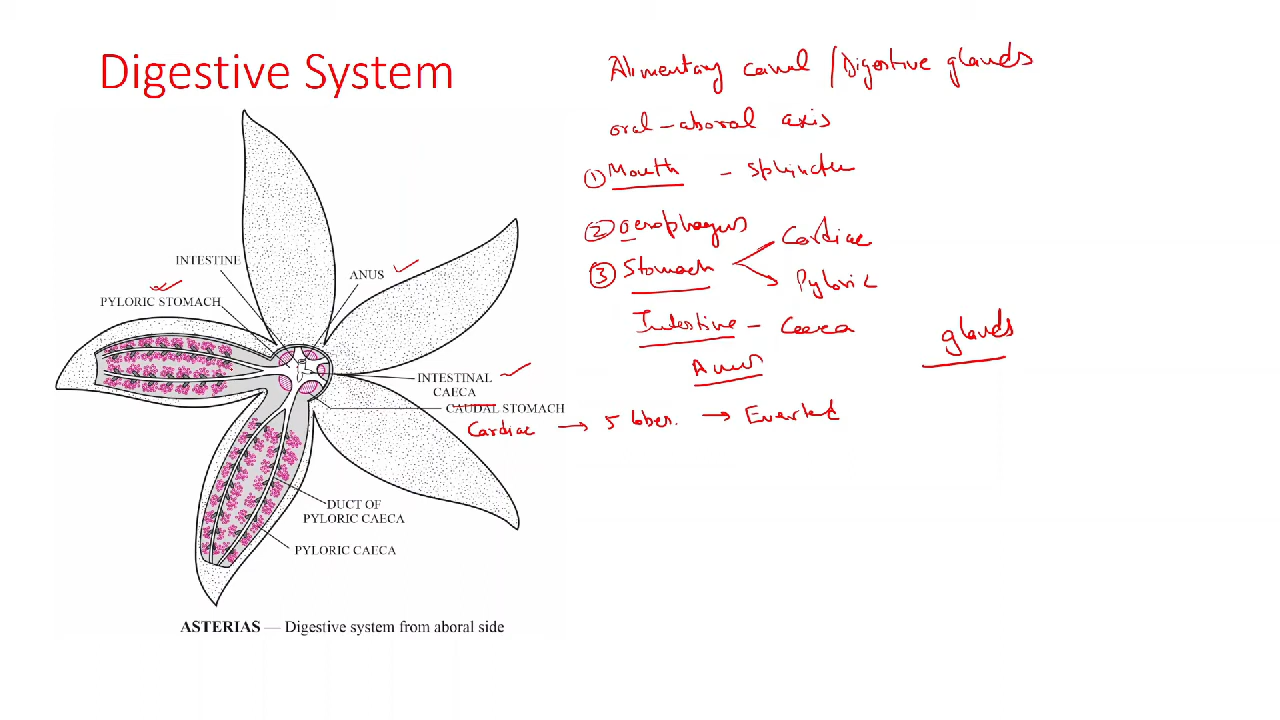 Digestive System
Alimentary canal / Digestive glands
oral - aboral axis
① Mouth - Sphincter
② Oesophagus
③ Stomach
Cardiac
Pyloric
Intestine - Caeca
glands
Anus
Cardiac → 5 lobes. → Everted
INTESTINE
ANUS
PYLORIC STOMACH
INTESTINAL
CAECA
CAUDAL STOMACH
DUCT OF
PYLORIC CAECA
PYLORIC CAECA
ASTERIAS — Digestive system from aboral side